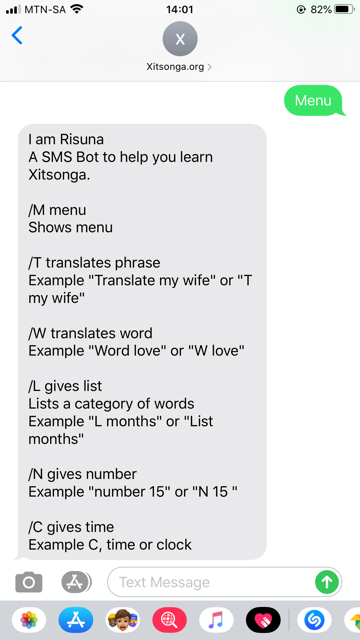 MTN-SA 14:01 82%
X
Xitsonga.org >
Menu
I am Risuna
A SMS Bot to help you learn
Xitsonga.
/M menu
Shows menu
/T translates phrase
Example "Translate my wife" or "T
my wife"
/W translates word
Example "Word love" or "W love"
/L gives list
Lists a category of words
Example "L months" or "List
months"
/N gives number
Example "number 15" or "N 15 "
/C gives time
Example C, time or clock
Text Message